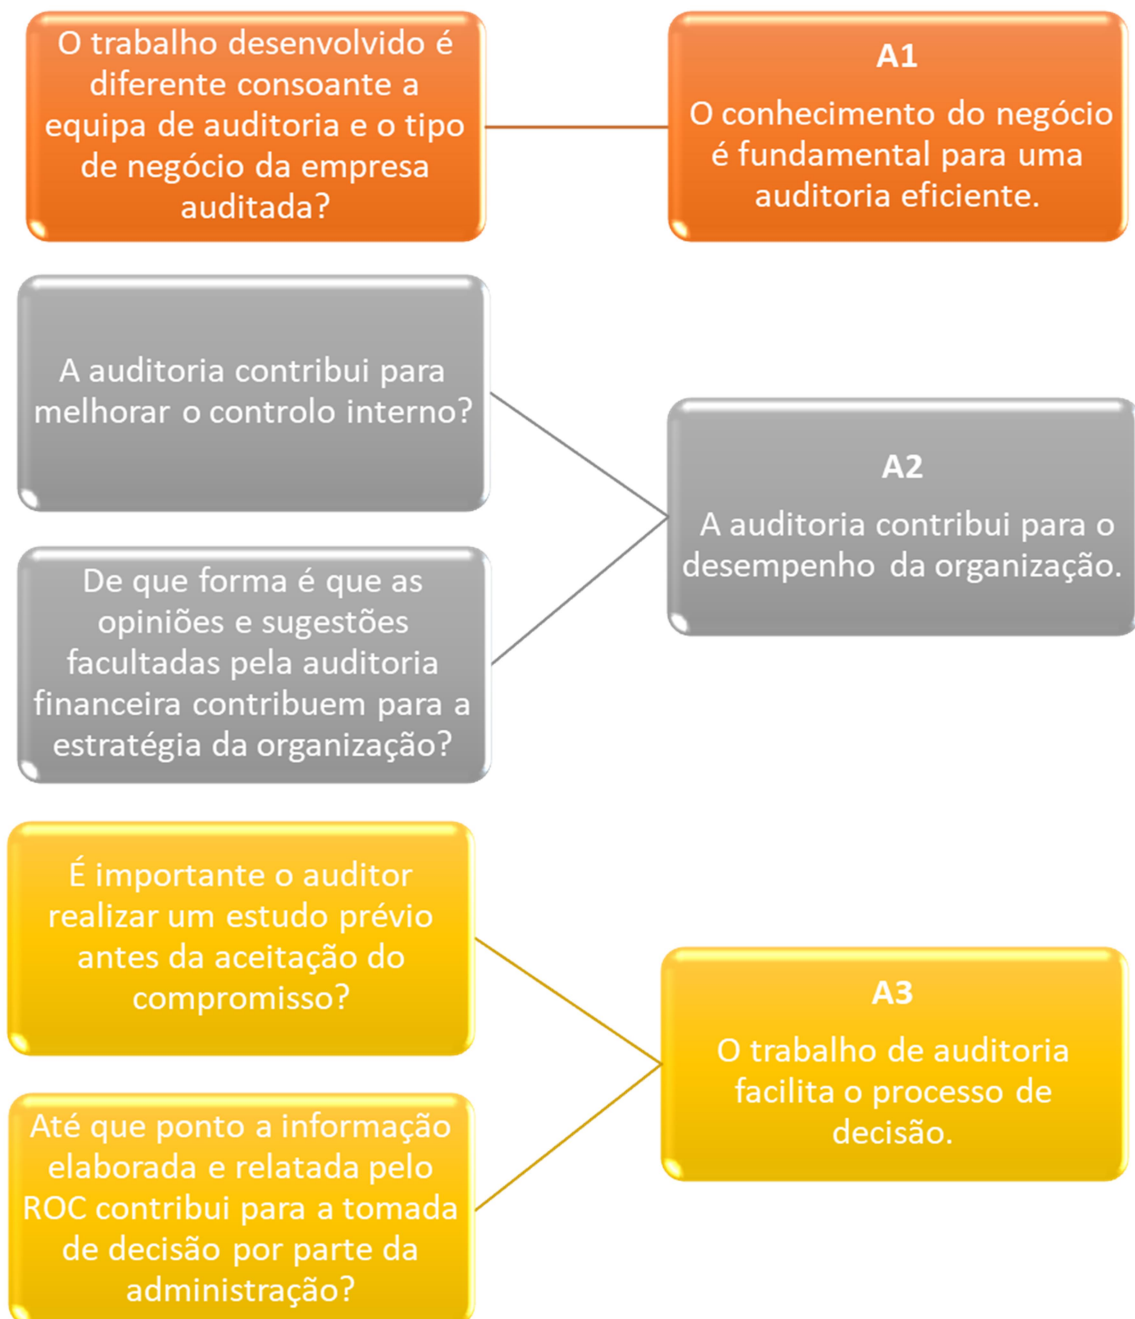 O trabalho desenvolvido é
diferente consoante a
equipa de auditoria e o tipo
de negócio da empresa
auditada?
A1
O conhecimento do negócio
é fundamental para uma
auditoria eficiente.
A auditoria contribui para
melhorar o controlo interno?
De que forma é que as
opiniões e sugestões
facultadas pela auditoria
financeira contribuem para a
estratégia da organização?
A2
A auditoria contribui para o
desempenho da organização.
É importante o auditor
realizar um estudo prévio
antes da aceitação do
compromisso?
Até que ponto a informação
elaborada e relatada pelo
ROC contribui para a tomada
de decisão por parte da
administração?
A3
O trabalho de auditoria
facilita o processo de
decisão.